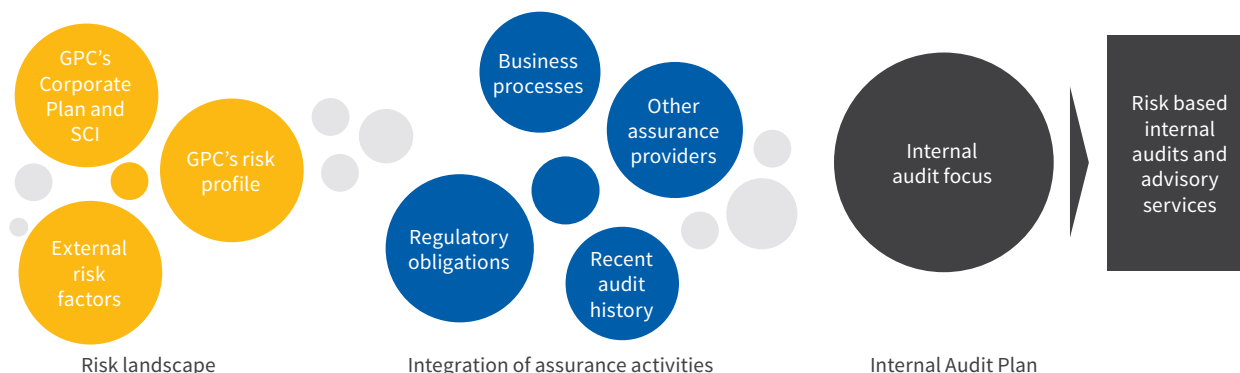 GPC's
Corporate
Plan and
SCI
GPC's risk
profile
External
risk
factors
Risk landscape
Business
processes
Other
assurance
providers
Regulatory
obligations
Recent
audit
history
Integration of assurance activities
Internal
audit focus
Internal Audit Plan
Risk based
internal
audits and
advisory
services